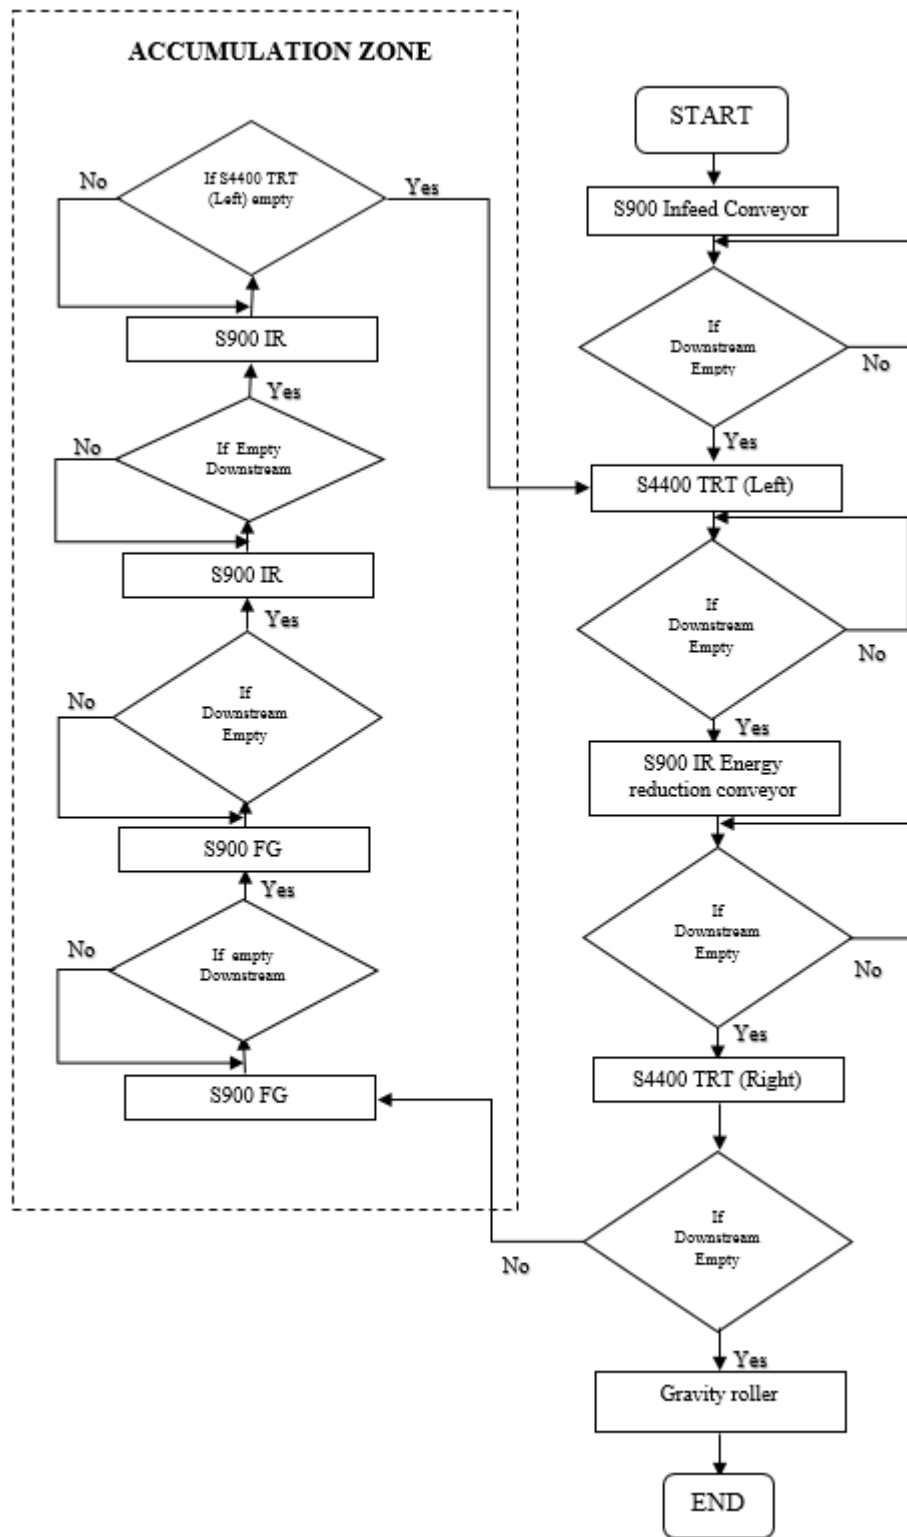 ACCUMULATION ZONE
If S4400 TRT
(Left) empty
No
Yes
S900 IR
Yes
If Empty
Downstream
No
S900 IR
Yes
If
Downstream
Empty
No
S900 FG
Yes
If empty
Downstream
No
S900 FG
START
S900 Infeed Conveyor
If
Downstream
Empty
No
Yes
S4400 TRT (Left)
If
Downstream
Empty
No
Yes
S900 IR Energy
reduction conveyor
If
Downstream
Empty
No
Yes
S4400 TRT (Right)
If
Downstream
Empty
No
Yes
Gravity roller
END